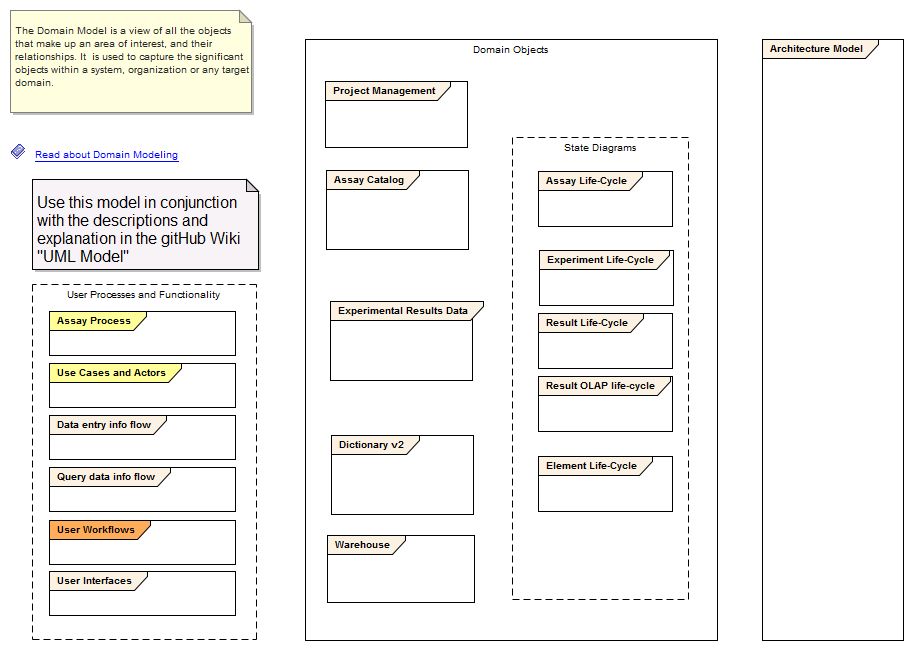 The Domain Model is a view of all the objects
that make up an area of interest, and their
relationships. It is used to capture the significant
objects within a system, organization or any target
domain.
Read about Domain Modeling
Use this model in conjunction
with the descriptions and
explanation in the gitHub Wiki
"UML Model"
User Processes and Functionality
Assay Process
Use Cases and Actors
Data entry info flow
Query data info flow
User Workflows
User Interfaces
Domain Objects
Project Management
Assay Catalog
Experimental Results Data
Dictionary v2
Warehouse
State Diagrams
Assay Life-Cycle
Experiment Life-Cycle
Result Life-Cycle
Result OLAP life-cycle
Element Life-Cycle
Architecture Model